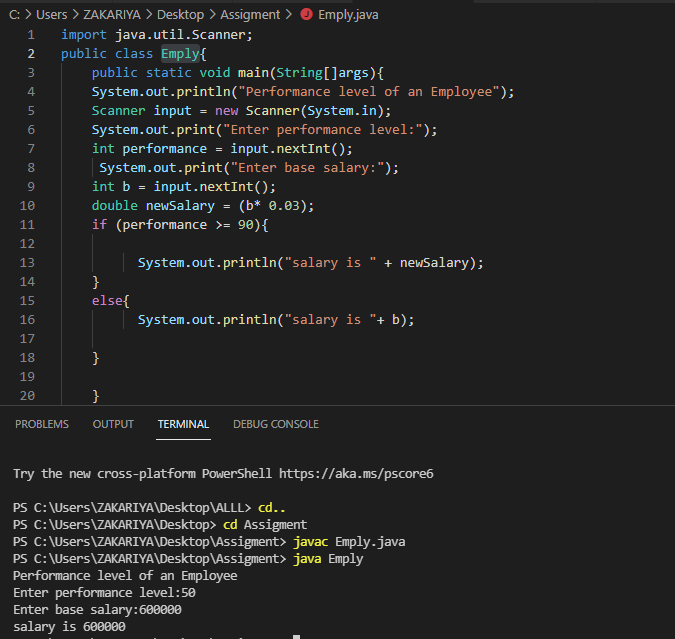 C: > Users > ZAKARIYA > Desktop > Assigment > J Emply.java
1 import java.util.Scanner;
2 public class Emply{
3 public static void main(String[]args){
4 System.out.println("Performance level of an Employee");
5 Scanner input = new Scanner(System.in);
6 System.out.print("Enter performance level:");
7 int performance = input.nextInt();
8 System.out.print("Enter base salary:");
9 int b = input.nextInt();
10 double newSalary = (b* 0.03);
11 if (performance >= 90){
12
13 System.out.println("salary is " + newSalary);
14 }
15 else{
16 System.out.println("salary is "+ b);
17
18 }
19
20 }
PROBLEMS OUTPUT TERMINAL DEBUG CONSOLE
Try the new cross-platform PowerShell https://aka.ms/pscore6
PS C:\Users\ZAKARIYA\Desktop\ALLL> cd..
PS C:\Users\ZAKARIYA\Desktop> cd Assigment
PS C:\Users\ZAKARIYA\Desktop\Assigment> javac Emply.java
PS C:\Users\ZAKARIYA\Desktop\Assigment> java Emply
Performance level of an Employee
Enter performance level:50
Enter base salary:600000
salary is 600000